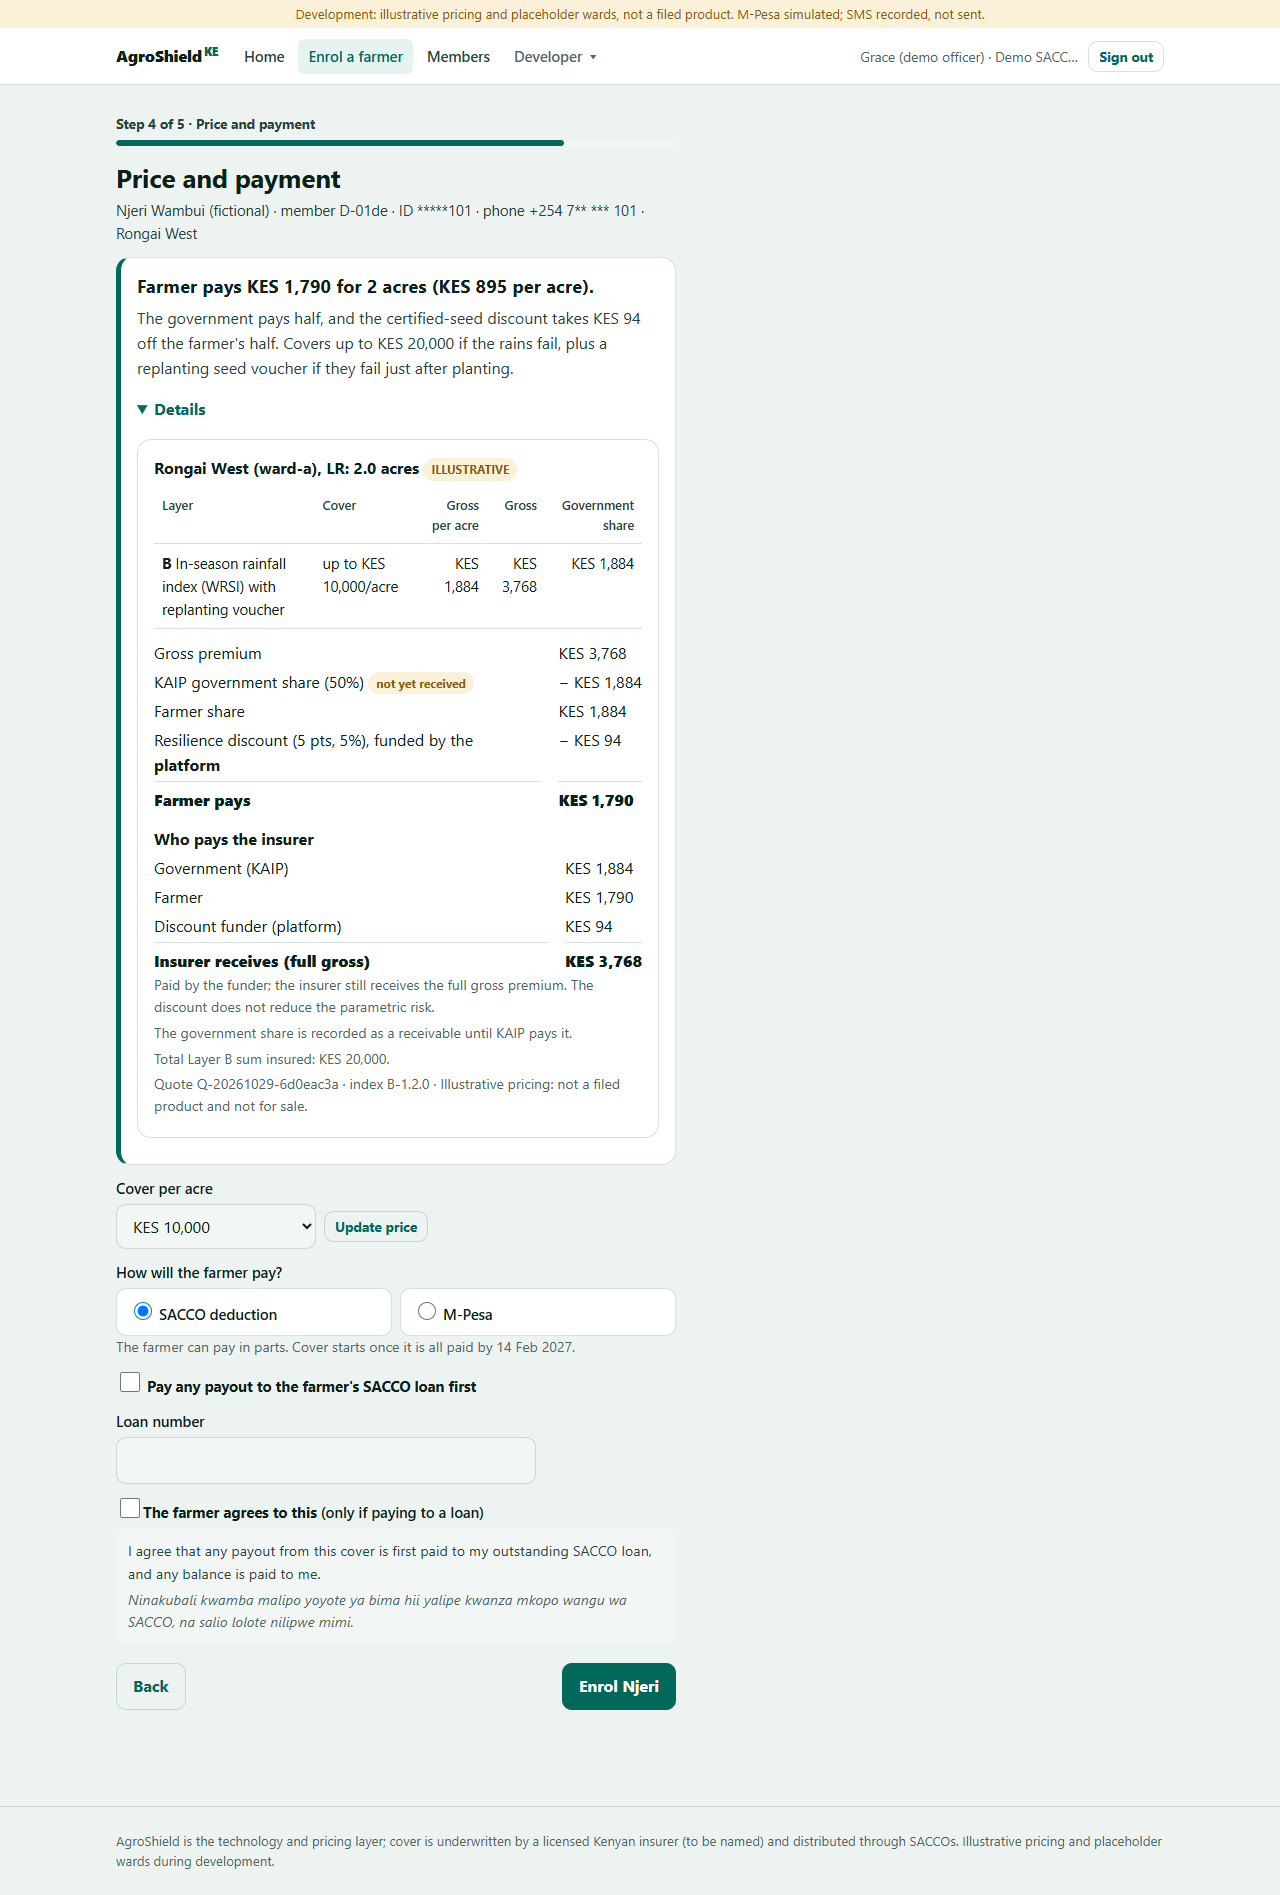 Development: illustrative pricing and placeholder wards, not a filed product. M-Pesa simulated; SMS recorded, not sent.
AgroShield KE Home Enrol a farmer Members Developer ▾ Grace (demo officer) · Demo SACC... Sign out
Step 4 of 5 · Price and payment
Price and payment
Njeri Wambui (fictional) · member D-01de · ID *****101 · phone +254 7** *** 101 ·
Rongai West
Farmer pays KES 1,790 for 2 acres (KES 895 per acre).
The government pays half, and the certified-seed discount takes KES 94
off the farmer's half. Covers up to KES 20,000 if the rains fail, plus a
replanting seed voucher if they fail just after planting.
▼ Details
Rongai West (ward-a), LR: 2.0 acres ILLUSTRATIVE
Layer Cover Gross Gross Government
per acre share
B In-season rainfall up to KES KES KES KES 1,884
index (WRSI) with 10,000/acre 1,884 3,768
replanting voucher
Gross premium KES 3,768
KAIP government share (50%) not yet received − KES 1,884
Farmer share KES 1,884
Resilience discount (5 pts, 5%), funded by the − KES 94
platform
Farmer pays KES 1,790
Who pays the insurer
Government (KAIP) KES 1,884
Farmer KES 1,790
Discount funder (platform) KES 94
Insurer receives (full gross) KES 3,768
Paid by the funder; the insurer still receives the full gross premium. The
discount does not reduce the parametric risk.
The government share is recorded as a receivable until KAIP pays it.
Total Layer B sum insured: KES 20,000.
Quote Q-20261029-6d0eac3a · index B-1.2.0 · Illustrative pricing: not a filed
product and not for sale.
Cover per acre
KES 10,000 Update price
How will the farmer pay?
SACCO deduction M-Pesa
The farmer can pay in parts. Cover starts once it is all paid by 14 Feb 2027.
Pay any payout to the farmer's SACCO loan first
Loan number
The farmer agrees to this (only if paying to a loan)
I agree that any payout from this cover is first paid to my outstanding SACCO loan,
and any balance is paid to me.
Ninakubali kwamba malipo yoyote ya bima hii yalipe kwanza mkopo wangu wa
SACCO, na salio lolote nilipwe mimi.
Back Enrol Njeri
AgroShield is the technology and pricing layer; cover is underwritten by a licensed Kenyan insurer (to be named) and distributed through SACCOs. Illustrative pricing and placeholder
wards during development.